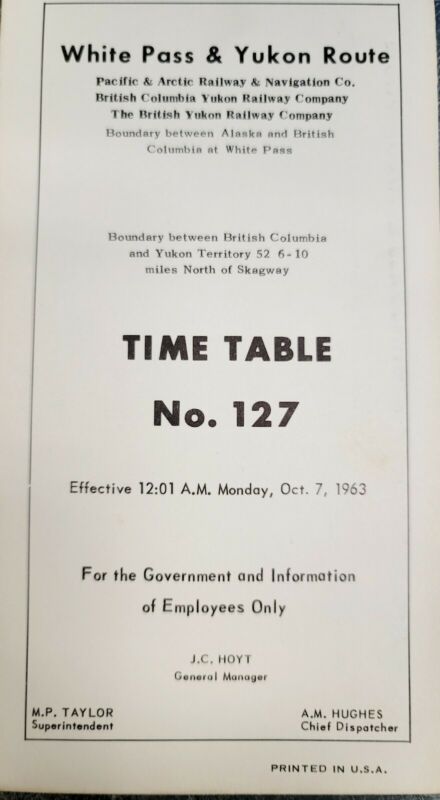 White Pass & Yukon Route
Pacific & Arctic Railway & Navigation Co.
British Columbia Yukon Railway Company
The British Yukon Railway Company
Boundary between Alaska and British
Columbia at White Pass
Boundary between British Columbia
and Yukon Territory 52 6-10
miles North of Skagway
TIME TABLE
No. 127
Effective 12:01 A.M. Monday, Oct. 7, 1963
For the Government and Information
of Employees Only
J.C. HOYT
General Manager
M.P. TAYLOR
Superintendent
A.M. HUGHES
Chief Dispatcher
PRINTED IN U.S.A.